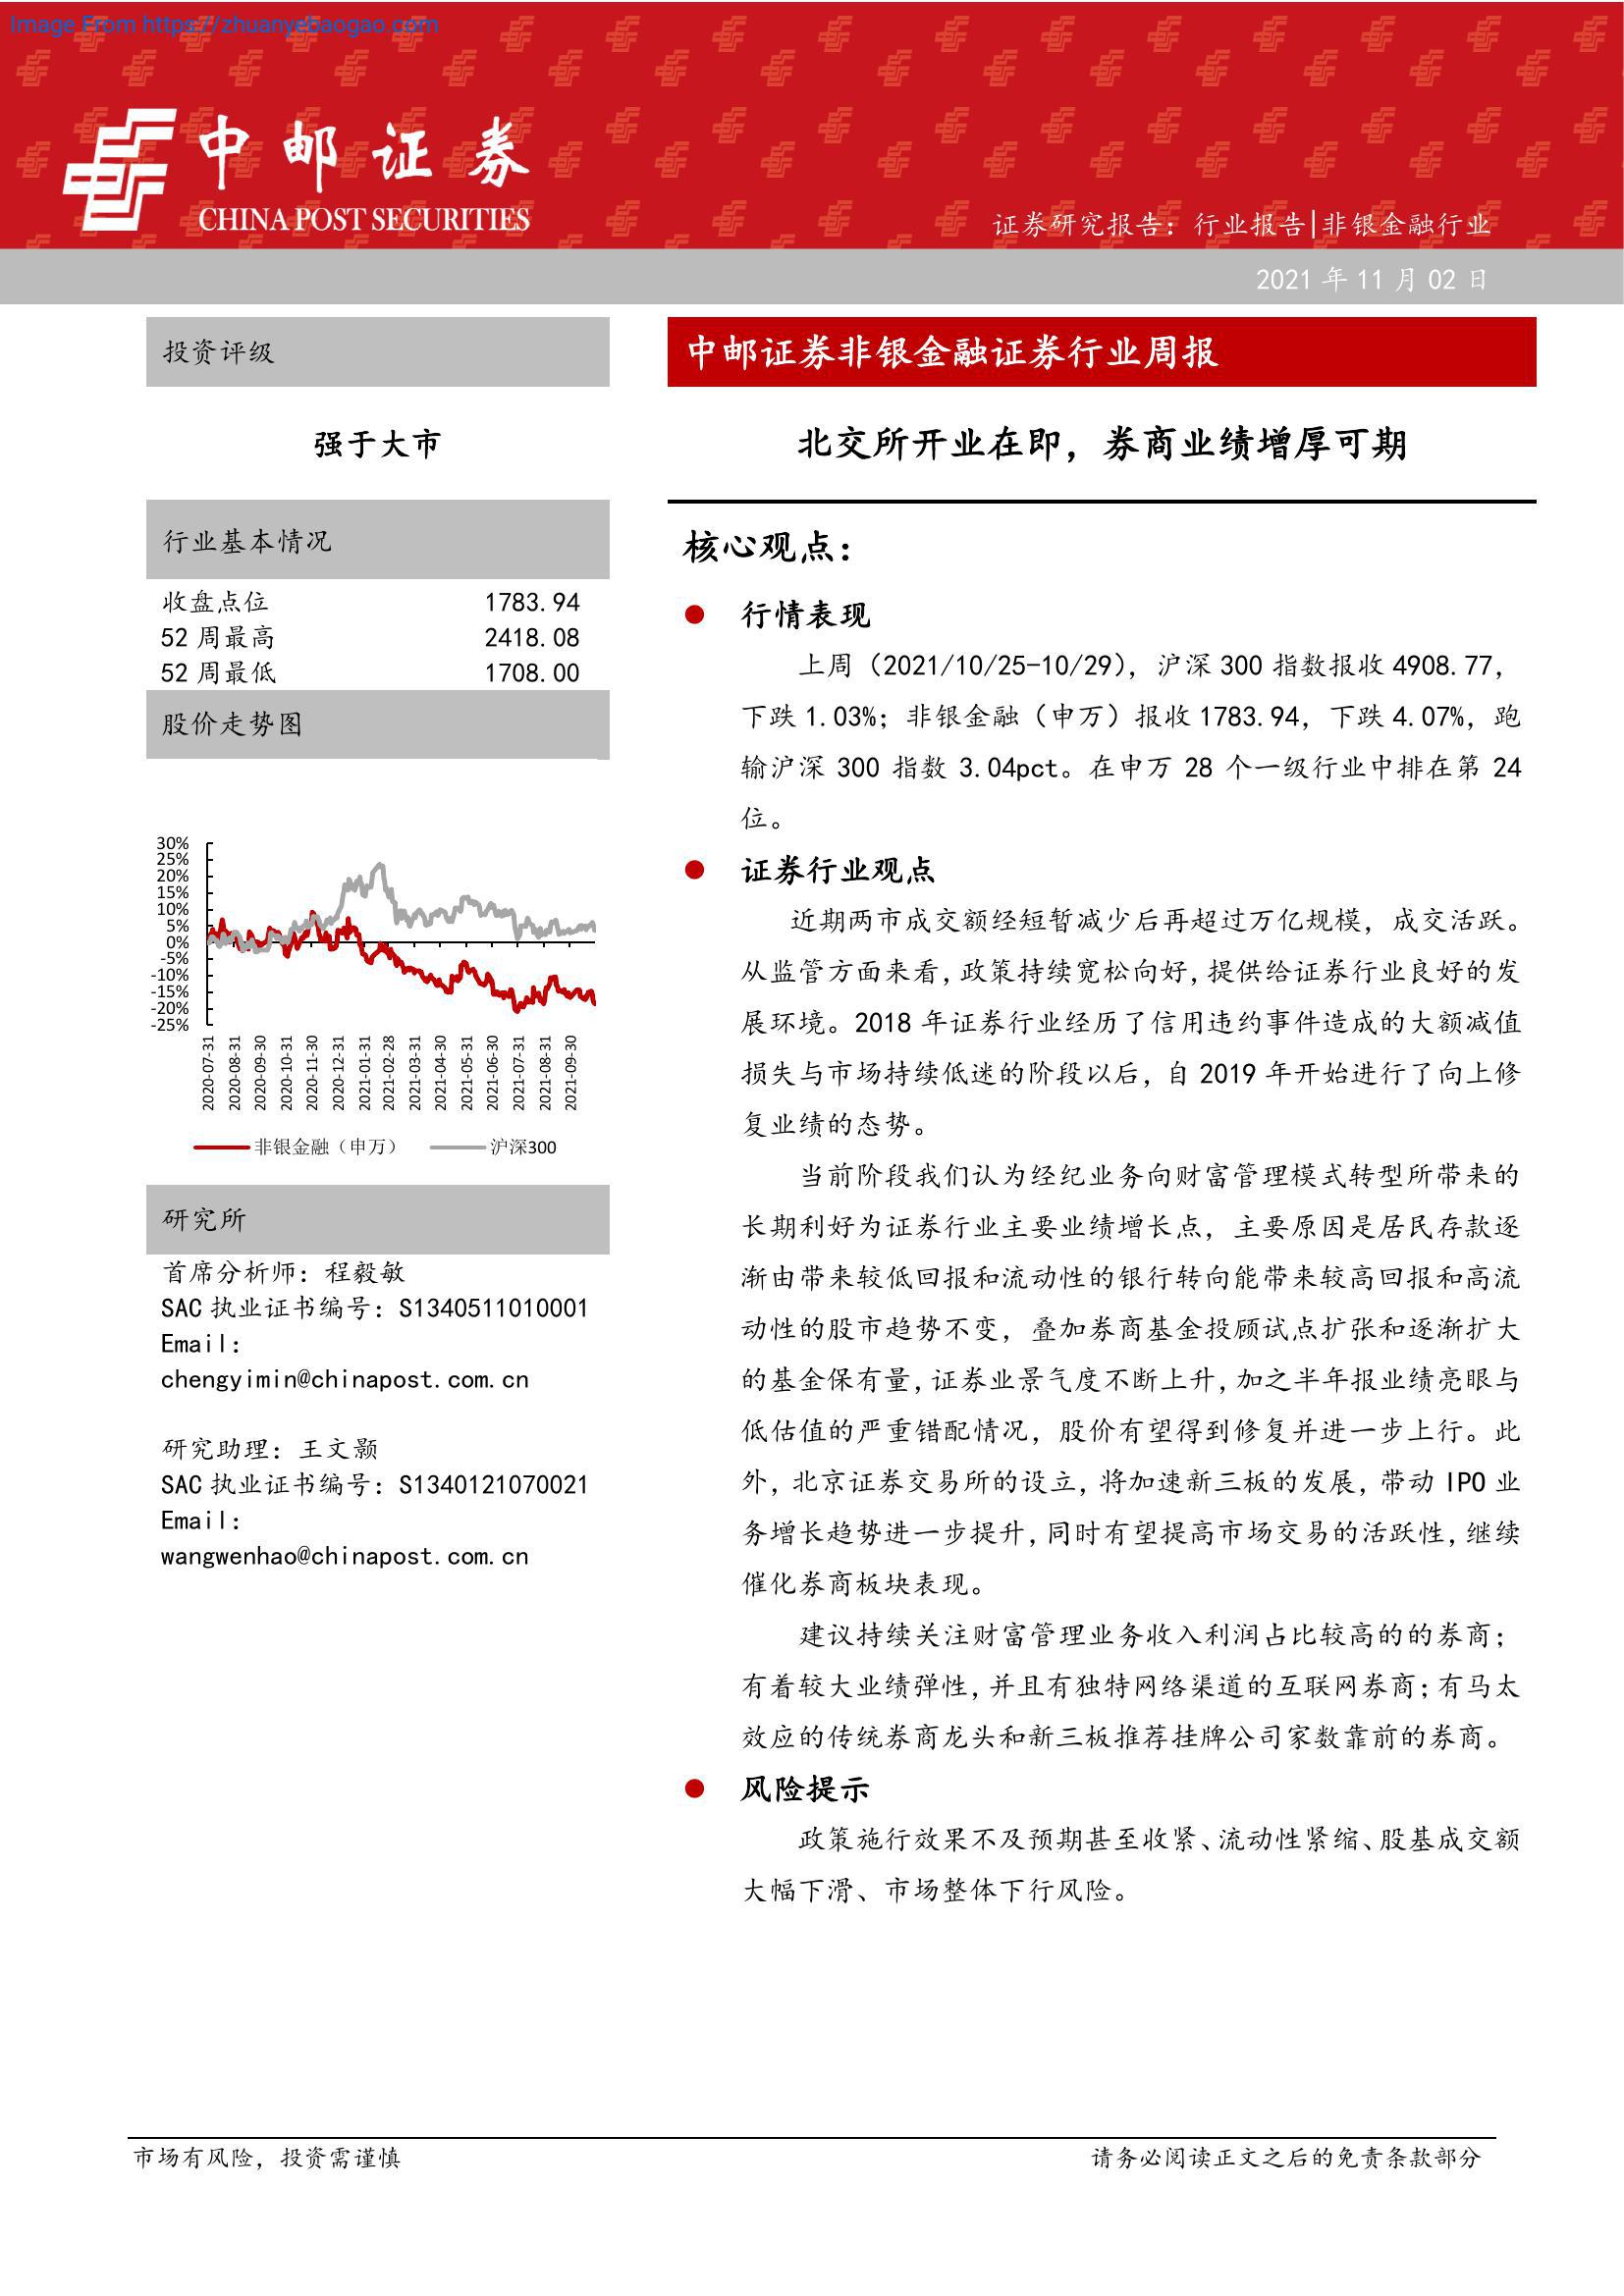 Image From https://zhuanyebaogao.com
中邮证券
CHINA POST SECURITIES
证券研究报告：行业报告|非银金融行业
2021 年 11 月 02 日
投资评级
强于大市
行业基本情况
收盘点位 1783.94
52 周最高 2418.08
52 周最低 1708.00
股价走势图
30%
25%
20%
15%
10%
5%
0%
-5%
-10%
-15%
-20%
-25%
2020-07-31
2020-08-31
2020-09-30
2020-10-31
2020-11-30
2020-12-31
2021-01-31
2021-02-28
2021-03-31
2021-04-30
2021-05-31
2021-06-30
2021-07-31
2021-08-31
2021-09-30
非银金融（申万） 沪深300
研究所
首席分析师：程毅敏
SAC 执业证书编号：S1340511010001
Email:
chengyimin@chinapost.com.cn
研究助理：王文颢
SAC 执业证书编号：S1340121070021
Email:
wangwenhao@chinapost.com.cn
中邮证券非银金融证券行业周报
北交所开业在即，券商业绩增厚可期
核心观点：
● 行情表现
上周（2021/10/25-10/29），沪深 300 指数报收 4908.77，
下跌 1.03%；非银金融（申万）报收 1783.94，下跌 4.07%，跑
输沪深 300 指数 3.04pct。在申万 28 个一级行业中排在第 24
位。
● 证券行业观点
近期两市成交额经短暂减少后再超过万亿规模，成交活跃。
从监管方面来看，政策持续宽松向好，提供给证券行业良好的发
展环境。2018 年证券行业经历了信用违约事件造成的大额减值
损失与市场持续低迷的阶段以后，自 2019 年开始进行了向上修
复业绩的态势。
当前阶段我们认为经纪业务向财富管理模式转型所带来的
长期利好为证券行业主要业绩增长点，主要原因是居民存款逐
渐由带来较低回报和流动性的银行转向能带来较高回报和高流
动性的股市趋势不变，叠加券商基金投顾试点扩张和逐渐扩大
的基金保有量，证券业景气度不断上升，加之半年报业绩亮眼与
低估值的严重错配情况，股价有望得到修复并进一步上行。此
外，北京证券交易所的设立，将加速新三板的发展，带动 IPO 业
务增长趋势进一步提升，同时有望提高市场交易的活跃性，继续
催化券商板块表现。
建议持续关注财富管理业务收入利润占比较高的的券商；
有着较大业绩弹性，并且有独特网络渠道的互联网券商；有马太
效应的传统券商龙头和新三板推荐挂牌公司家数靠前的券商。
● 风险提示
政策施行效果不及预期甚至收紧、流动性紧缩、股基成交额
大幅下滑、市场整体下行风险。
市场有风险，投资需谨慎
请务必阅读正文之后的免责条款部分